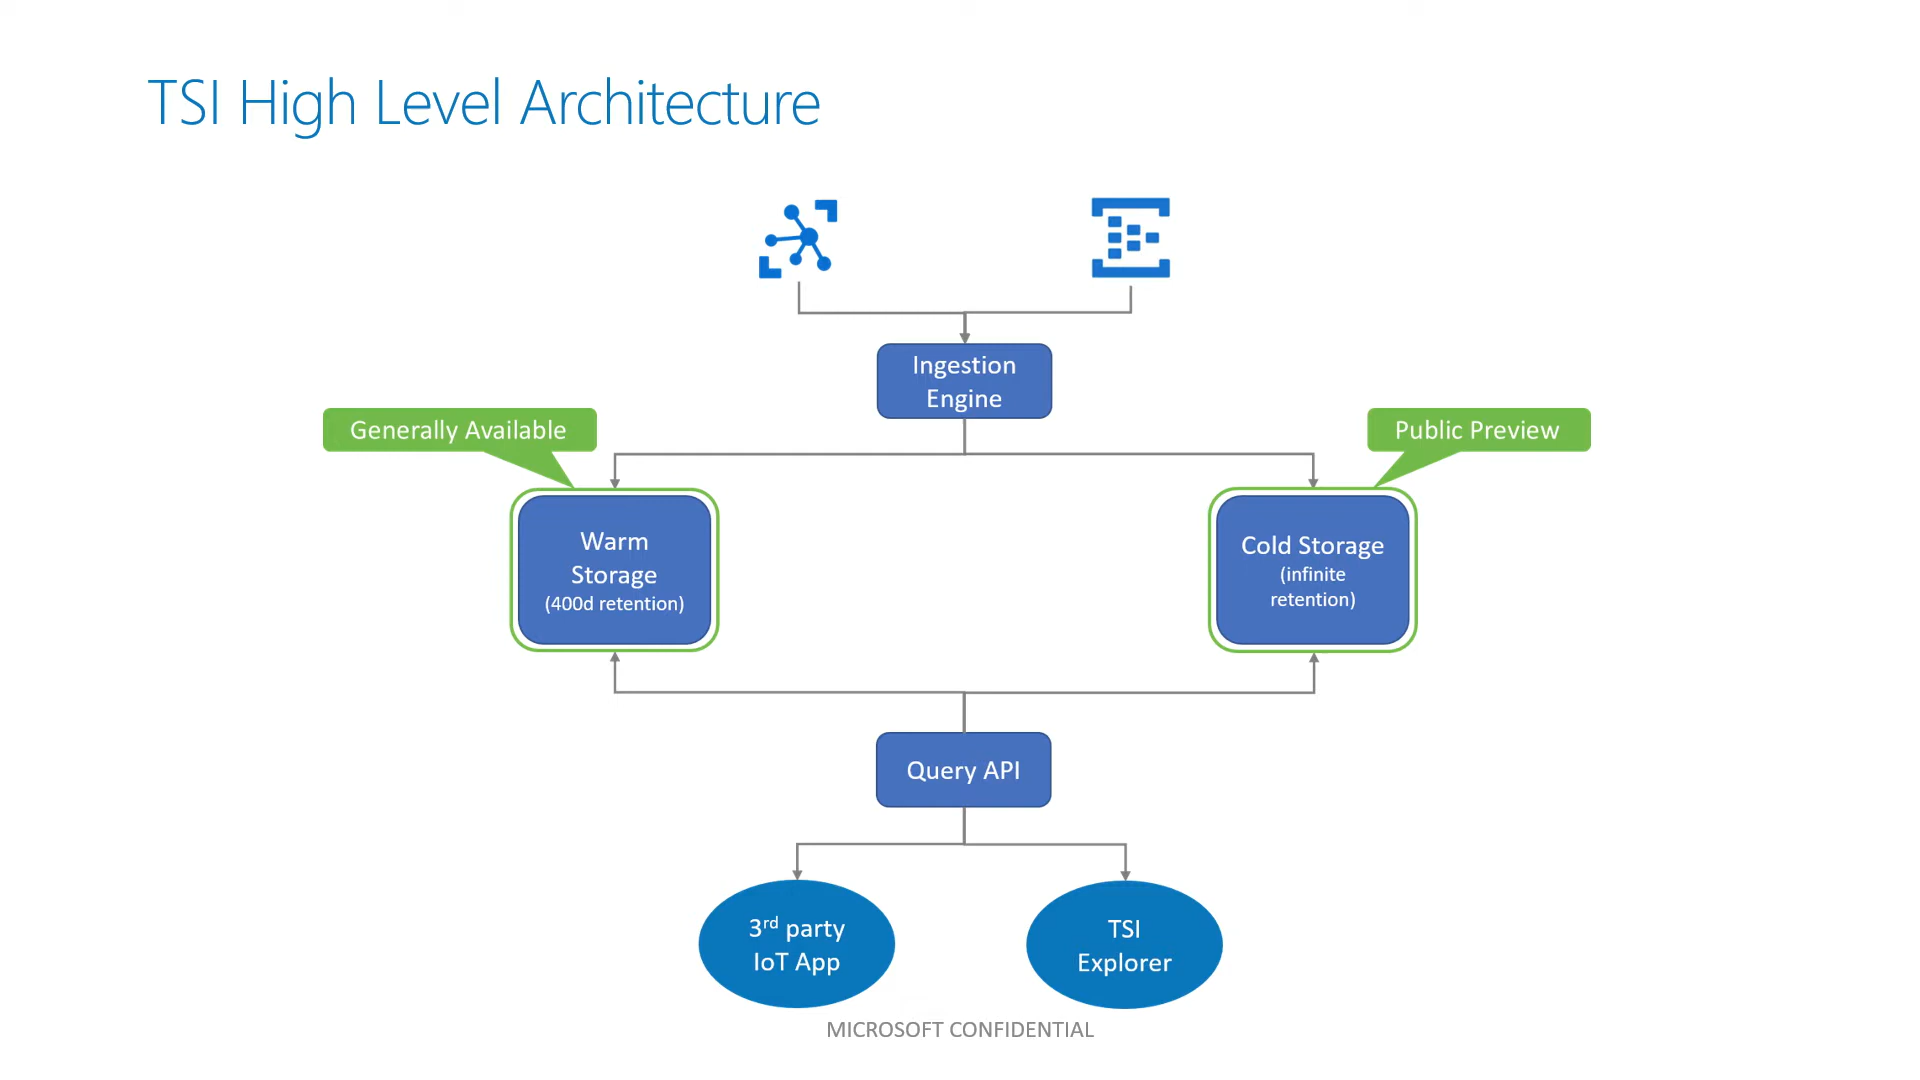 TSI High Level Architecture
Ingestion
Engine
Generally Available
Public Preview
Warm
Storage
(400d retention)
Cold Storage
(infinite
retention)
Query API
3rd party
IoT App
TSI
Explorer
MICROSOFT CONFIDENTIAL